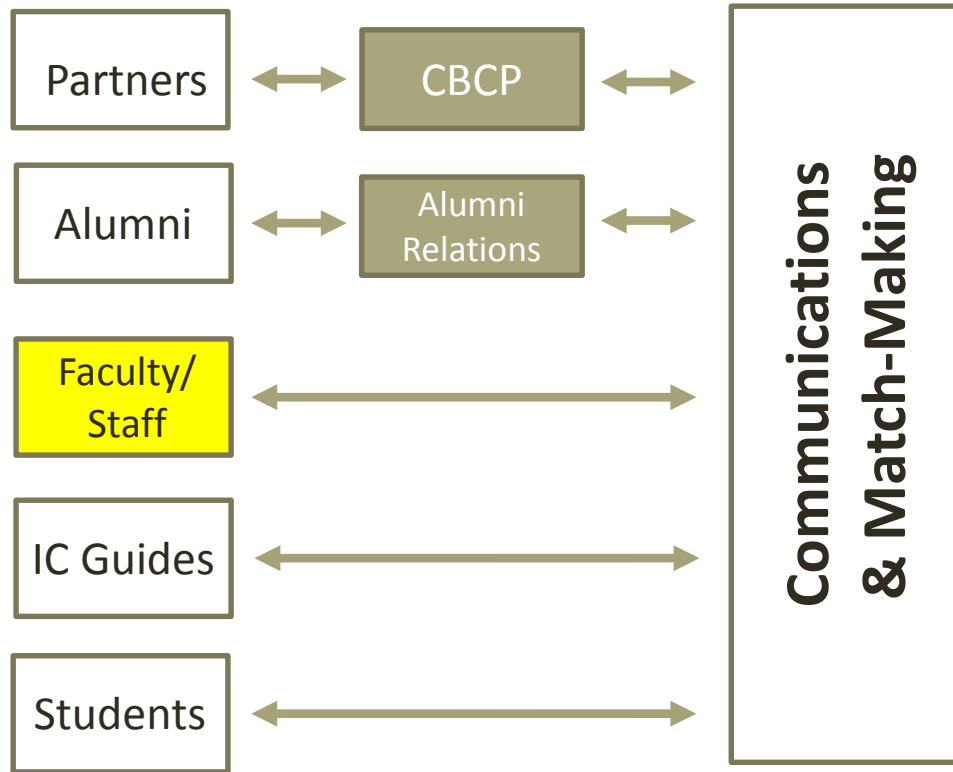 Partners
CBCP
Alumni
Alumni
Relations
Faculty/
Staff
IC Guides
Students
Communications
& Match-Making